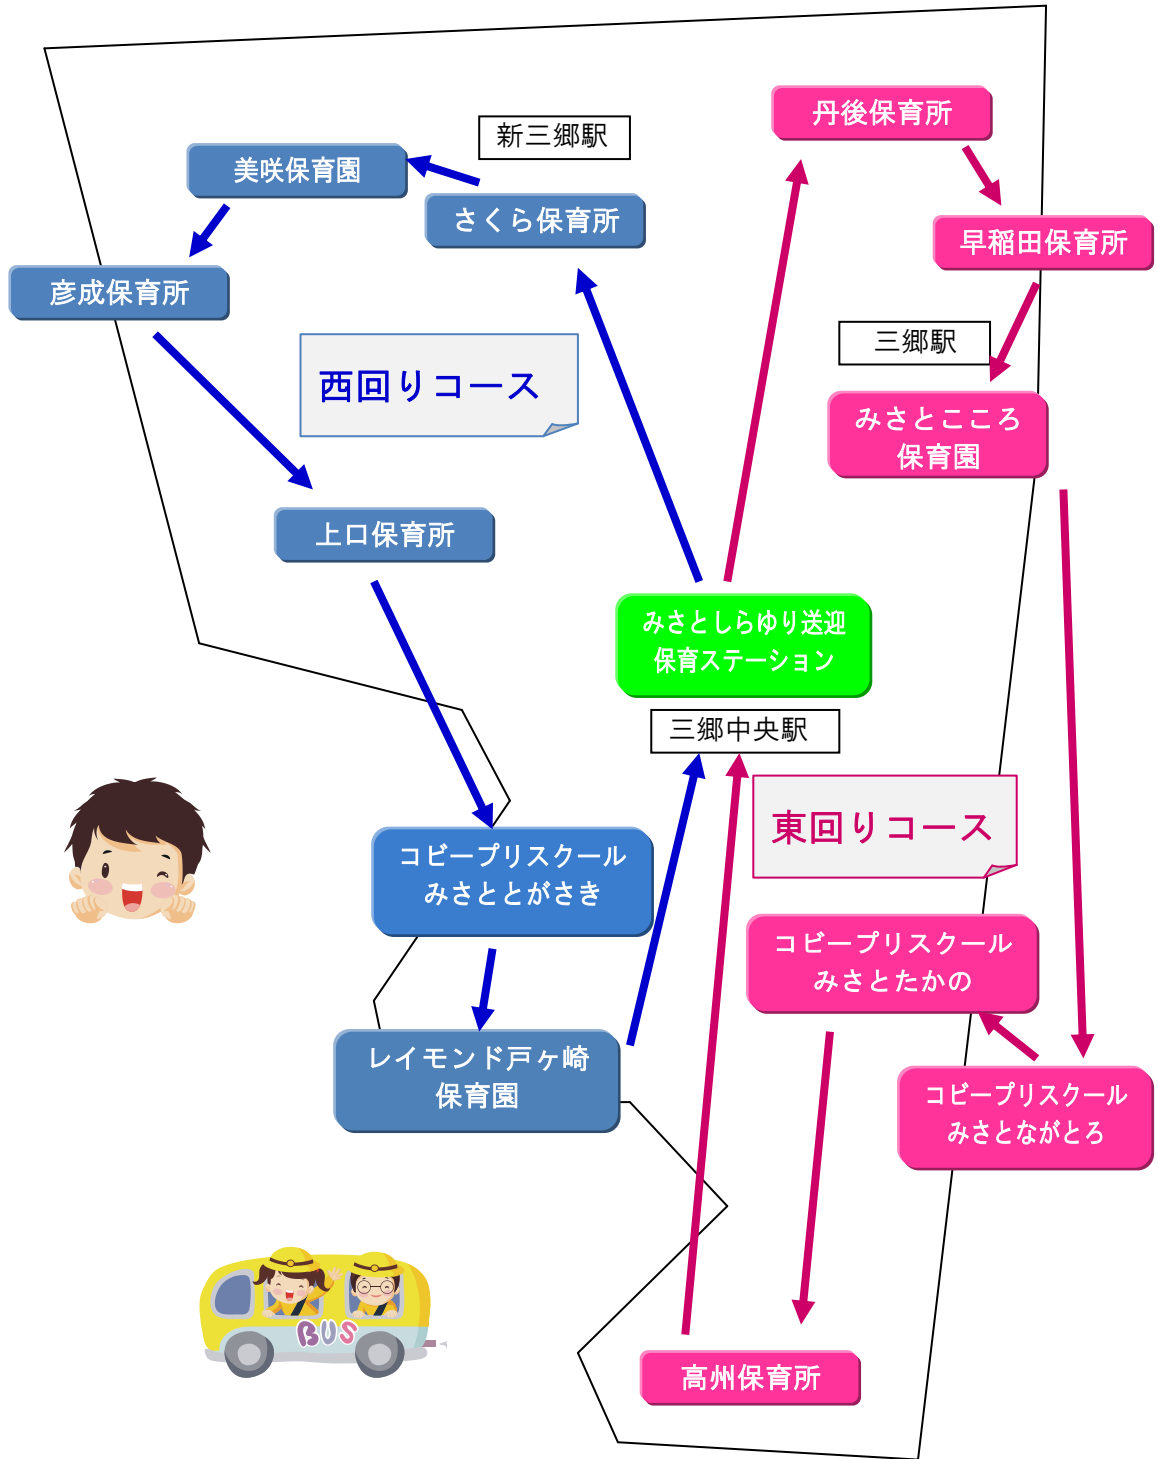 丹後保育所
新三郷駅
美咲保育園
さくら保育所
早稲田保育所
彦成保育所
三郷駅
西回りコース
みさとこころ
保育園
上口保育所
みさとしらゆり送迎
保育ステーション
三郷中央駅
東回りコース
コビープリスクール
みさととがさき
コビープリスクール
みさとたかの
レイモンド戸ヶ崎
保育園
コビープリスクール
みさとながとろ
BUS
高州保育所